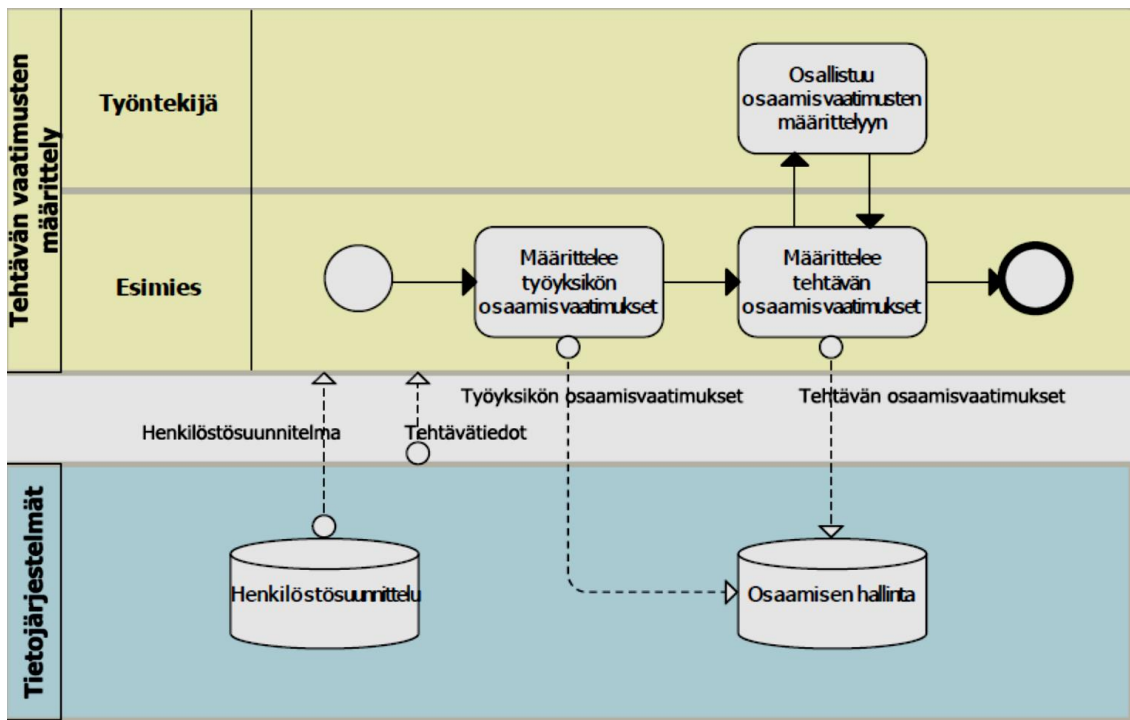 Tehtävän vaatimusten
määrittely
Työntekijä
Osallistuu
osaamisvaatimusten
määrittelyyn
Esimies
Määrittelee
työyksikön
osaamisvaatimukset
Määrittelee
tehtävän
osaamisvaatimukset
Työyksikön osaamisvaatimukset
Tehtävän osaamisvaatimukset
Henkilöstösuunnitelma
Tehtävätiedot
Tietojärjestelmät
Henkilöstösuunnittelu
Osaamisen hallinta